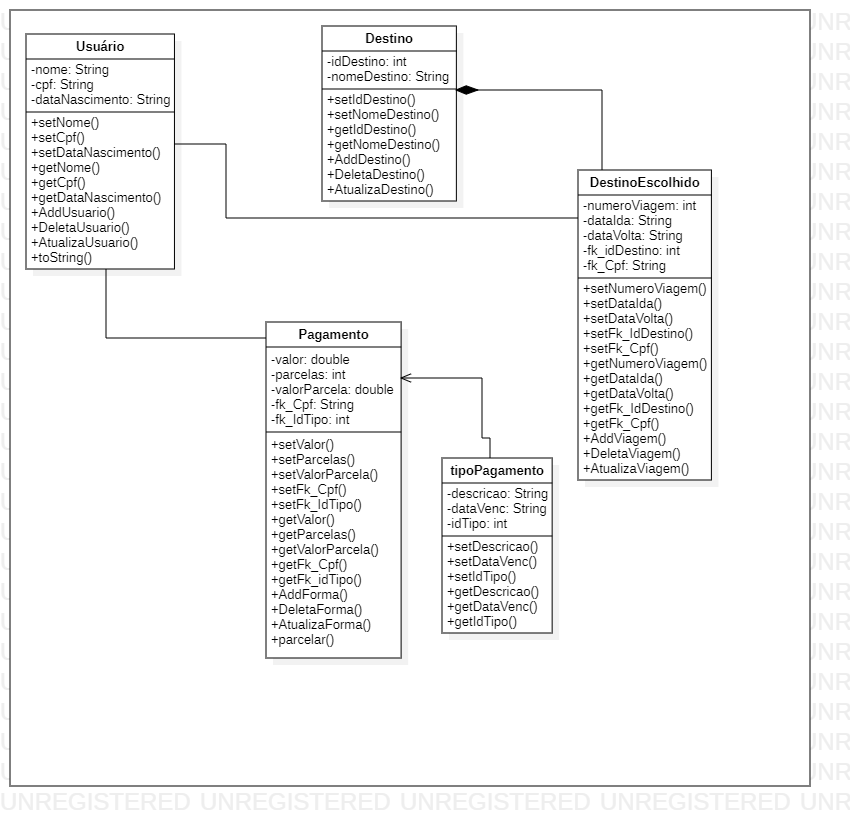 Usuário
-nome: String
-cpf: String
-dataNascimento: String
+setNome()
+setCpf()
+setDataNascimento()
+getNome()
+getCpf()
+getDataNascimento()
+AddUsuario()
+DeletaUsuario()
+AtualizaUsuario()
+toString()
Destino
-idDestino: int
-nomeDestino: String
+setIdDestino()
+setNomeDestino()
+getIdDestino()
+getNomeDestino()
+AddDestino()
+DeletaDestino()
+AtualizaDestino()
DestinoEscolhido
-numeroViagem: int
-dataIda: String
-dataVolta: String
-fk_idDestino: int
-fk_Cpf: String
+setNumeroViagem()
+setDataIda()
+setDataVolta()
+setFk_IdDestino()
+setFk_Cpf()
+getNumeroViagem()
+getDataIda()
+getDataVolta()
+getFk_IdDestino()
+getFk_Cpf()
+AddViagem()
+DeletaViagem()
+AtualizaViagem()
Pagamento
-valor: double
-parcelas: int
-valorParcela: double
-fk_Cpf: String
-fk_IdTipo: int
+setValor()
+setParcelas()
+setValorParcela()
+setFk_Cpf()
+setFk_IdTipo()
+getValor()
+getParcelas()
+getValorParcela()
+getFk_Cpf()
+getFk_idTipo()
+AddForma()
+DeletaForma()
+AtualizaForma()
+parcelar()
tipoPagamento
-descricao: String
-dataVenc: String
-idTipo: int
+setDescricao()
+setDataVenc()
+setIdTipo()
+getDescricao()
+getDataVenc()
+getIdTipo()
UNREGISTERED UNREGISTERED UNREGISTERED UNREGISTERED UNR